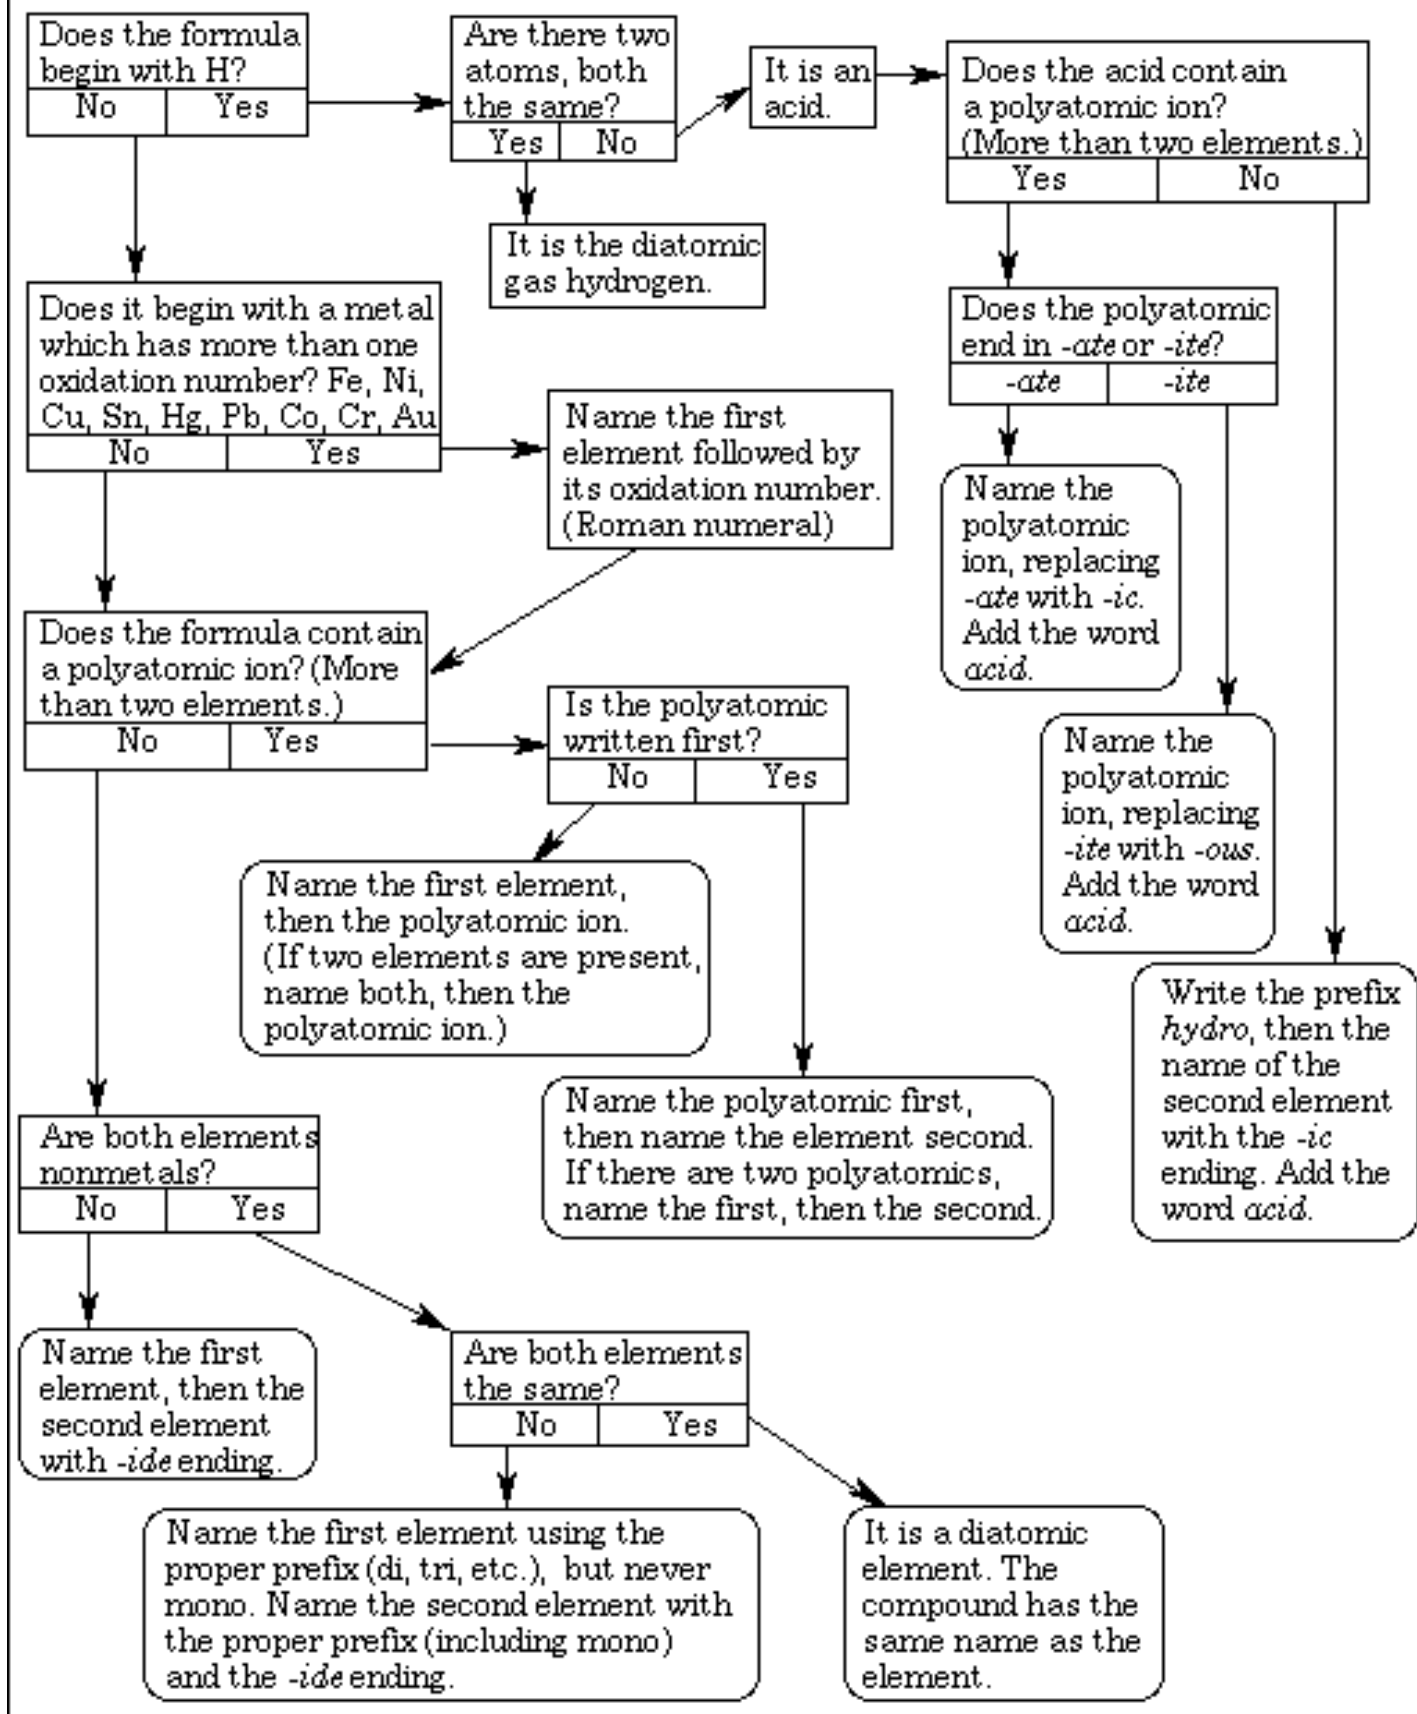 Does the formula
begin with H?
No Yes
Are there two
atoms, both
the same?
Yes No
It is an
acid.
Does the acid contain
a polyatomic ion?
(More than two elements.)
Yes No
It is the diatomic
gas hydrogen.
Does it begin with a metal
which has more than one
oxidation number? Fe, Ni,
Cu, Sn, Hg, Pb, Co, Cr, Au
No Yes
Does the polyatomic
end in -ate or -ite?
-ate -ite
Name the first
element followed by
its oxidation number.
(Roman numeral)
Name the
polyatomic
ion, replacing
-ate with -ic.
Add the word
acid.
Does the formula contain
a polyatomic ion? (More
than two elements.)
No Yes
Is the polyatomic
written first?
No Yes
Name the
polyatomic
ion, replacing
-ite with -ous.
Add the word
acid.
Name the first element,
then the polyatomic ion.
(If two elements are present,
name both, then the
polyatomic ion.)
Write the prefix
hydro, then the
name of the
second element
with the -ic
ending. Add the
word acid.
Name the polyatomic first,
then name the element second.
If there are two polyatomics,
name the first, then the second.
Are both elements
nonmetals?
No Yes
Name the first
element, then the
second element
with -ide ending.
Are both elements
the same?
No Yes
Name the first element using the
proper prefix (di, tri, etc.), but never
mono. Name the second element with
the proper prefix (including mono)
and the -ide ending.
It is a diatomic
element. The
compound has the
same name as the
element.